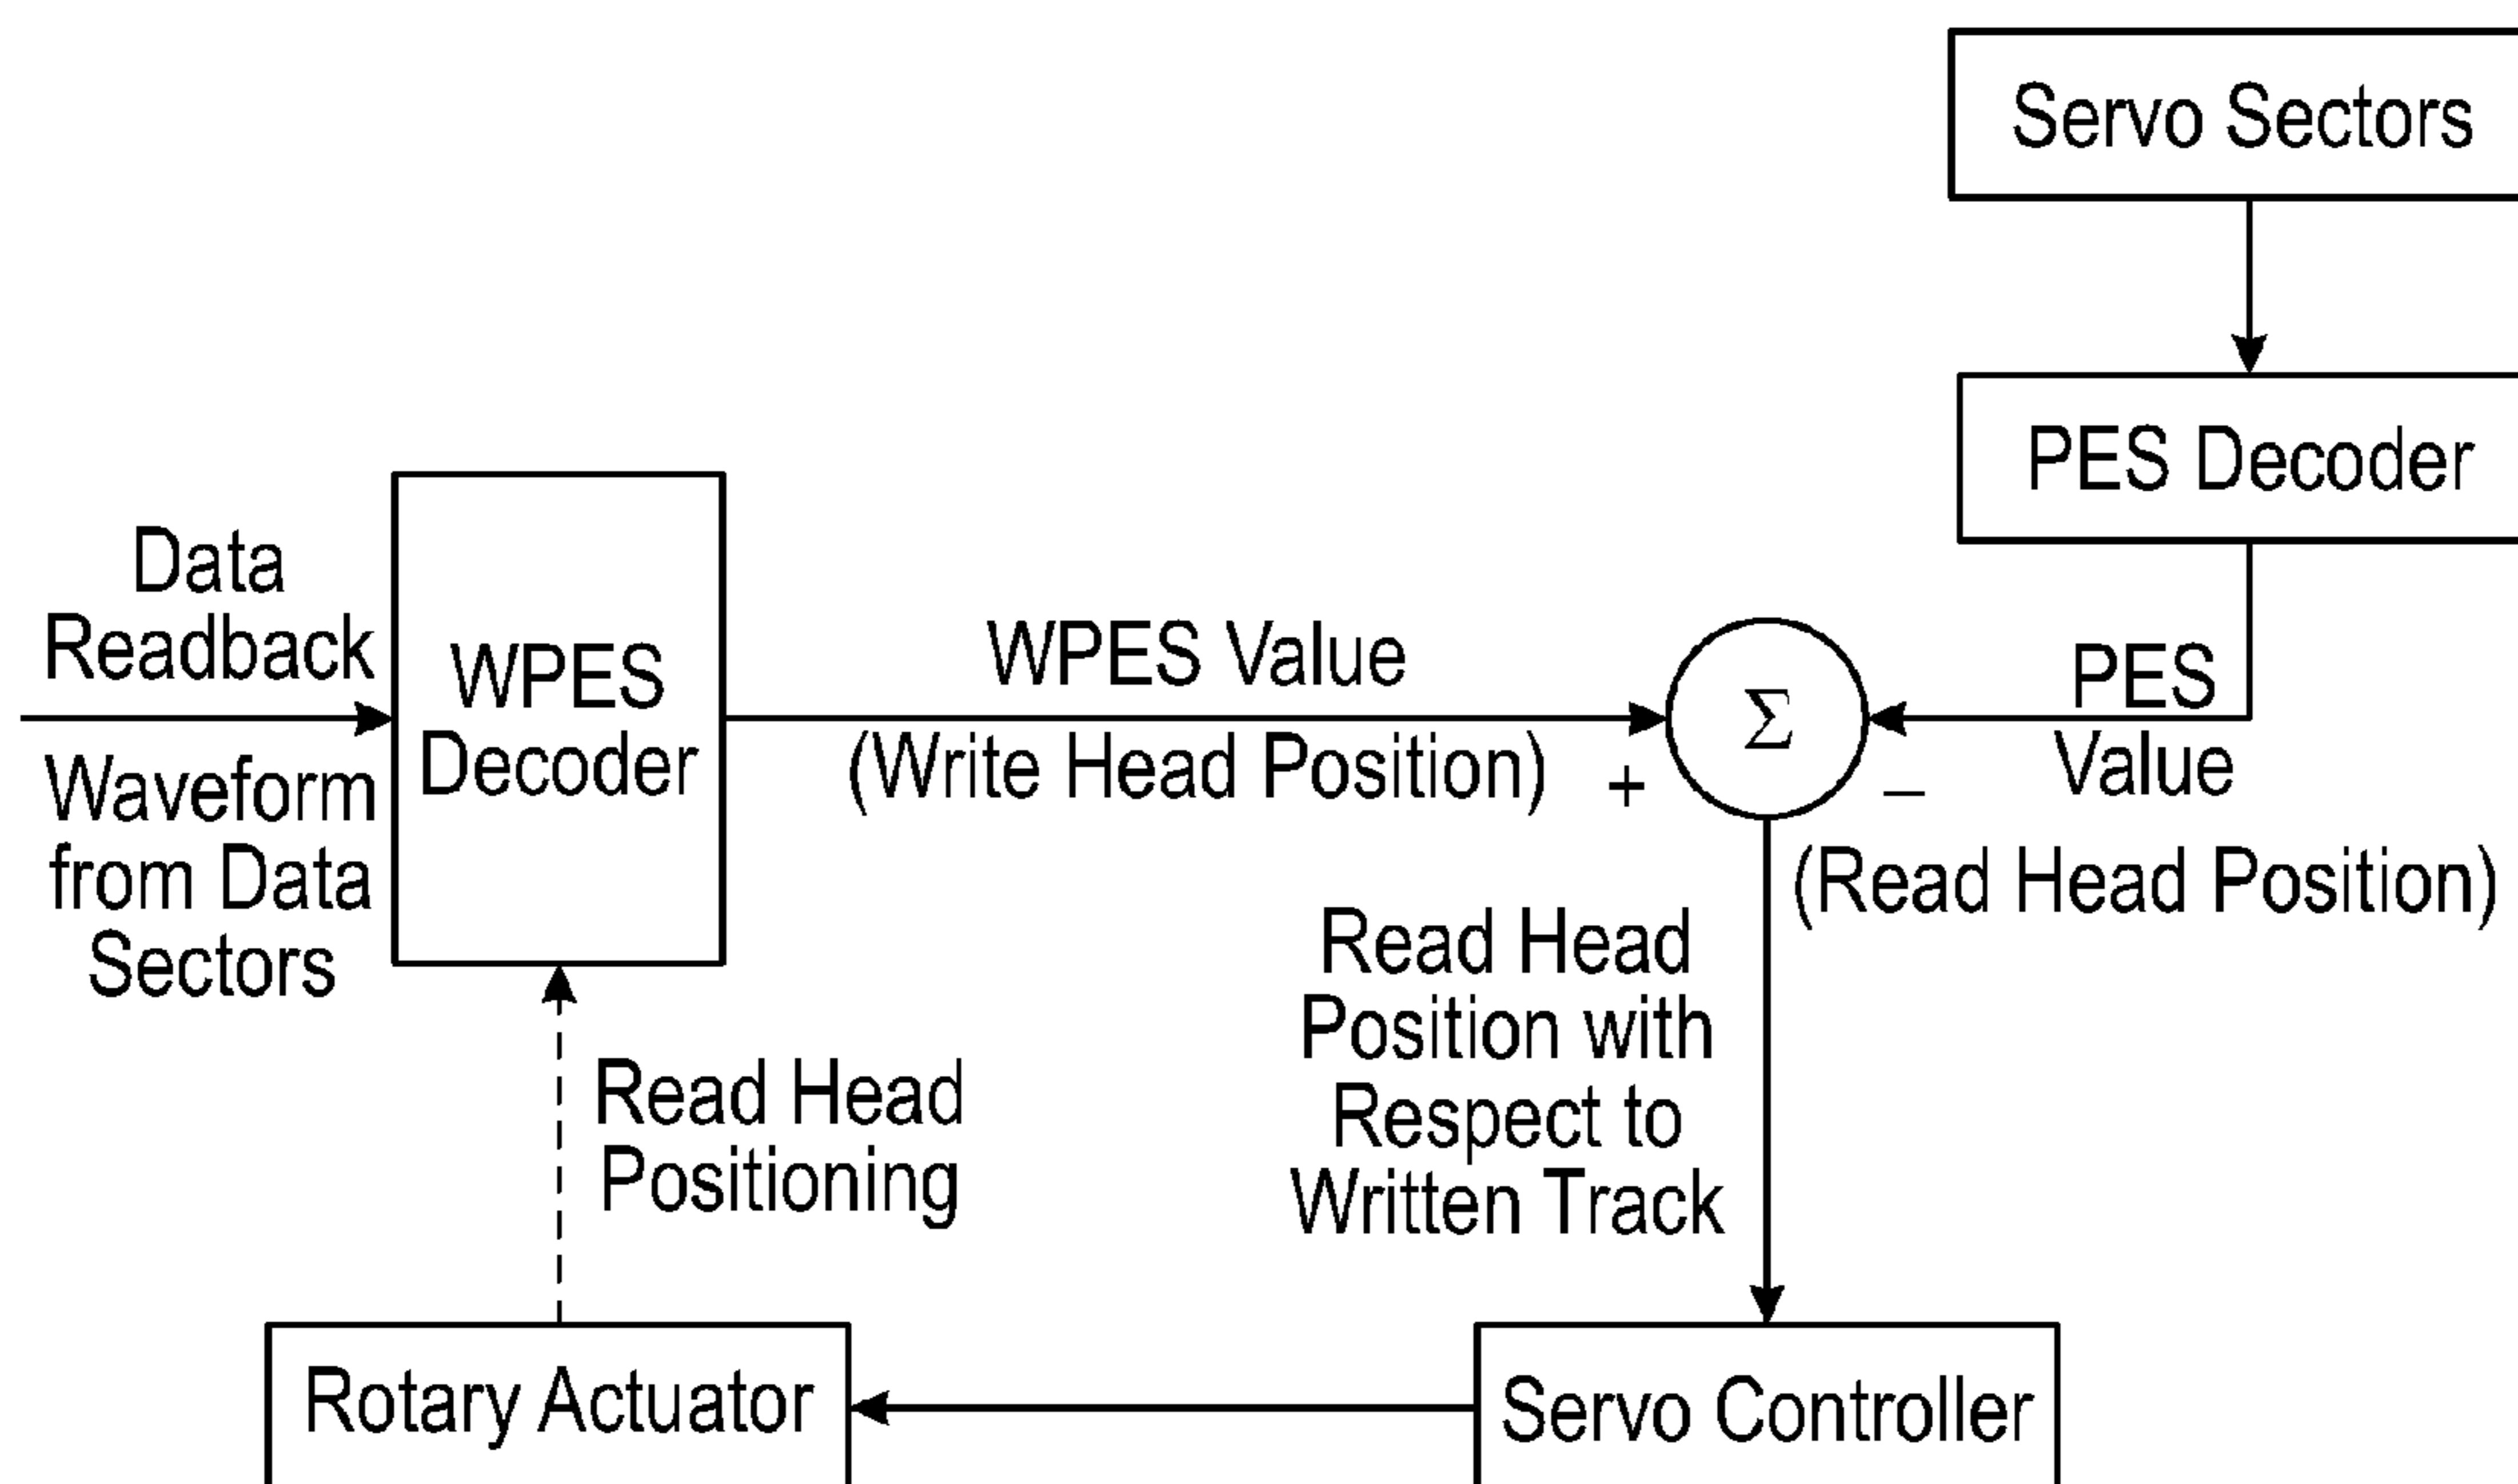 Servo Sectors
PES Decoder
Data
Readback
Waveform
from Data
Sectors
WPES
Decoder
WPES Value
(Write Head Position)
+
Σ
–
PES
Value
(Read Head Position)
Read Head
Position with
Respect to
Written Track
Read Head
Positioning
Rotary Actuator
Servo Controller